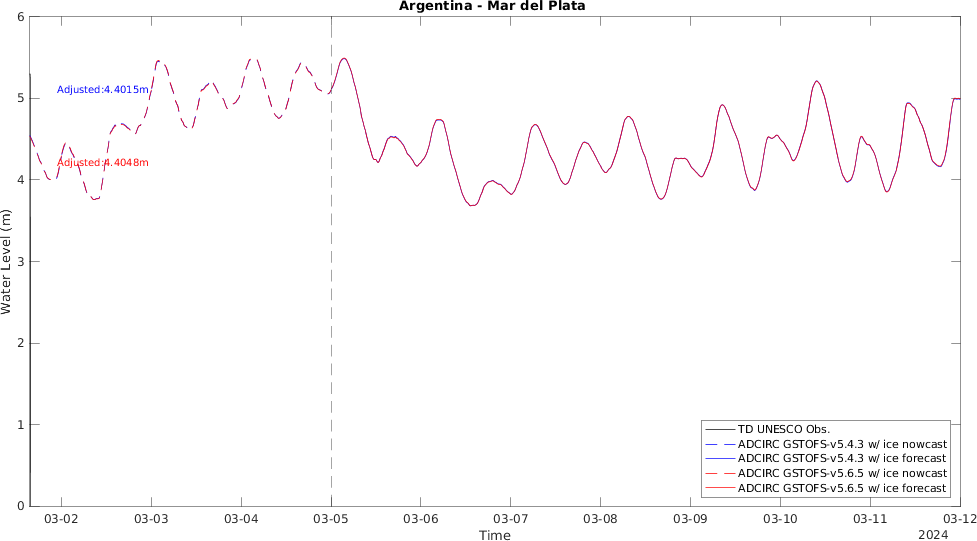 Argentina - Mar del Plata
6
5
4
3
2
1
0
Water Level (m)
Adjusted:4.4015m
Adjusted:4.4048m
TD UNESCO Obs.
ADCIRC GSTOFS-v5.4.3 w/ ice nowcast
ADCIRC GSTOFS-v5.4.3 w/ ice forecast
ADCIRC GSTOFS-v5.6.5 w/ ice nowcast
ADCIRC GSTOFS-v5.6.5 w/ ice forecast
03-02 03-03 03-04 03-05 03-06 03-07 03-08 03-09 03-10 03-11 03-12
Time
2024